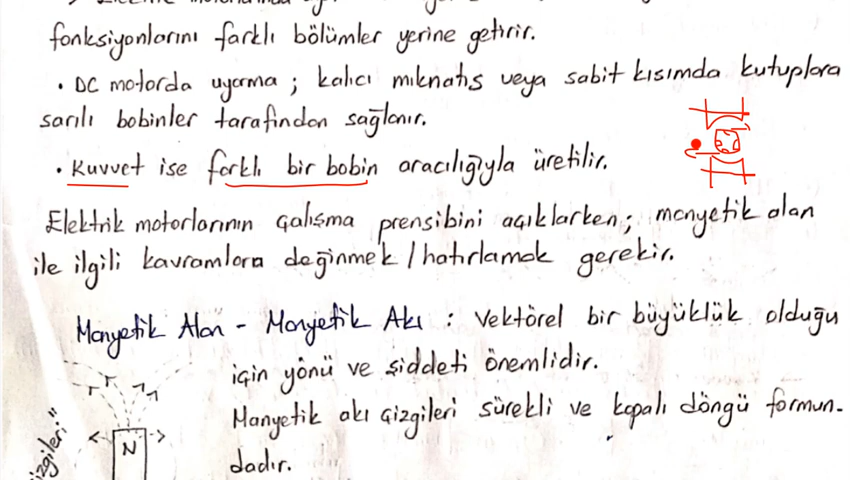 fonksiyonlarını farklı bölümler yerine getirir.
• DC motorda uyarma ; kalıcı mıknatıs veya sabit kısımda kutuplara
sarılı bobinler tarafından sağlanır.
• Kuvvet ise farklı bir bobin aracılığıyla üretilir.
Elektrik motorlarının çalışma prensibini açıklarken ; manyetik alan
ile ilgili kavramlara değinmek / hatırlamak gerekir.
Manyetik Alan - Manyetik Akı : Vektörel bir büyüklük olduğu
için yönü ve şiddeti önemlidir.
Manyetik akı çizgileri sürekli ve kapalı döngü formun-
dadır.
N